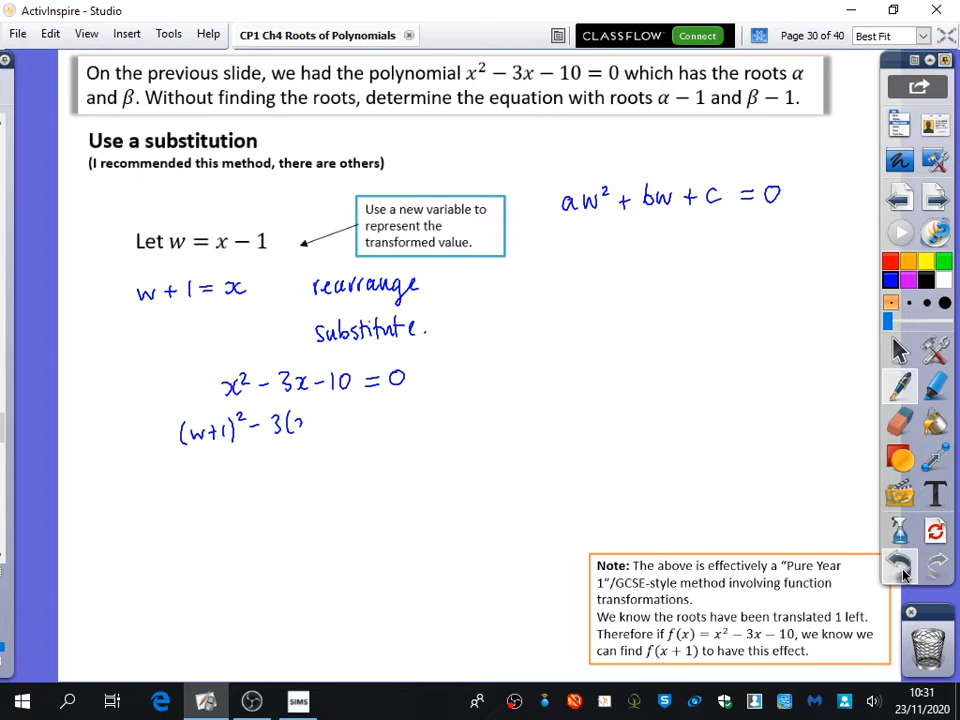 ActivInspire - Studio
File Edit View Insert Tools Help CP1 Ch4 Roots of Polynomials CLASSFLOW Connect Page 30 of 40 Best Fit
On the previous slide, we had the polynomial x² − 3x − 10 = 0 which has the roots α
and β. Without finding the roots, determine the equation with roots α − 1 and β − 1.
Use a substitution
(I recommended this method, there are others)
aw² + bw + c = 0
Use a new variable to
represent the
transformed value.
Let w = x − 1
w + 1 = x rearrange
substitute.
x² - 3x - 10 = 0
(w+1)² - 3(
Note: The above is effectively a “Pure Year
1”/GCSE-style method involving function
transformations.
We know the roots have been translated 1 left.
Therefore if f(x) = x² − 3x − 10, we know we
can find f(x + 1) to have this effect.
SIMS
10:31
23/11/2020